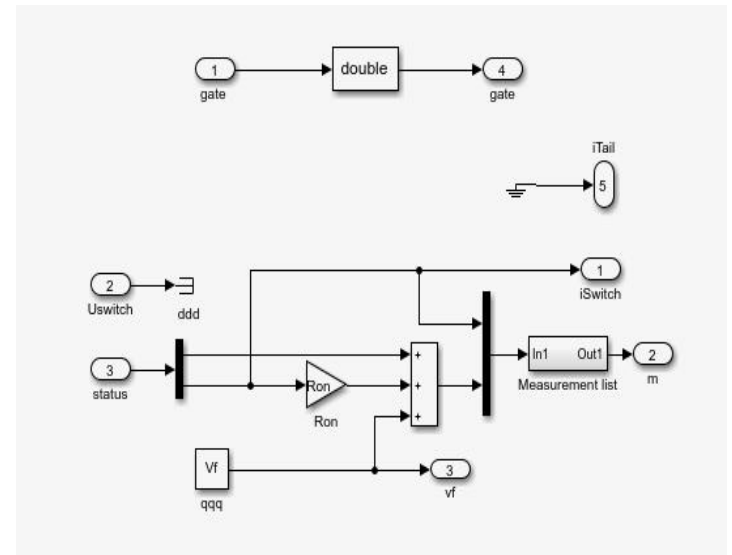 1
double
4
gate
gate
iTail
5
2
Uswitch
ddd
1
iSwitch
3
status
+
+
+
Ron
Ron
In1 Out1
Measurement list
2
m
Vf
qqq
3
vf